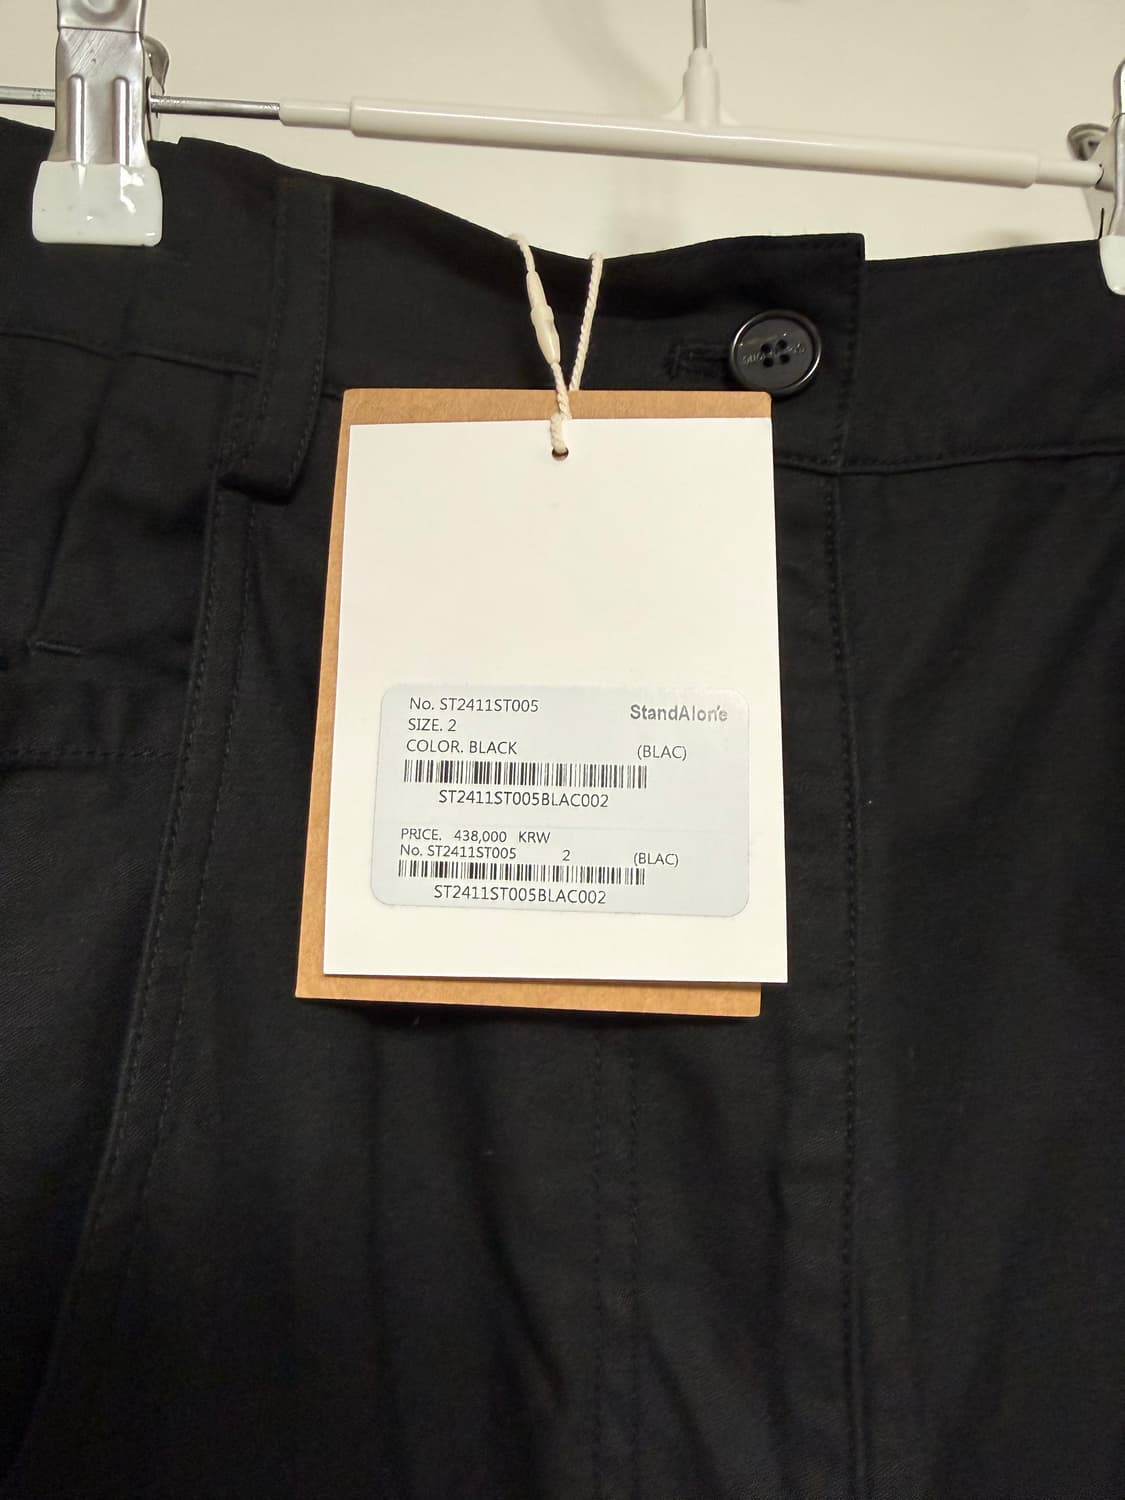 No. ST2411ST005
StandAlone
SIZE. 2
COLOR. BLACK (BLAC)
ST2411ST005BLAC002
PRICE. 438,000 KRW
No. ST2411ST005 2 (BLAC)
ST2411ST005BLAC002